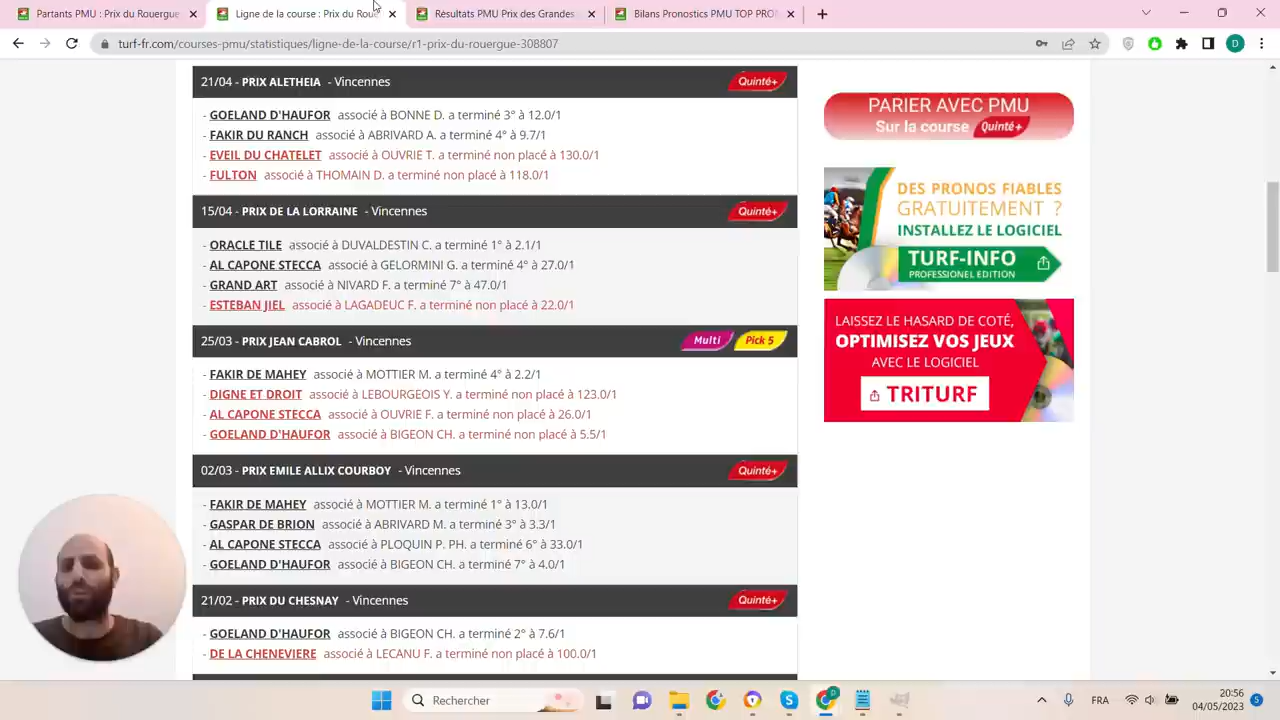 Partants PMU : Prix du Rouergue
Ligne de la course : Prix du Rou
Résultats PMU : Prix des Grandes
Bilans Pronostics PMU TOP PRO
turf-fr.com/courses-pmu/statistiques/ligne-de-la-course/r1-prix-du-rouergue-308807
D
21/04 - PRIX ALETHEIA - Vincennes
Quinté+
- GOELAND D'HAUFOR associé à BONNE D. a terminé 3° à 12.0/1
- FAKIR DU RANCH associé à ABRIVARD A. a terminé 4° à 9.7/1
- EVEIL DU CHATELET associé à OUVRIE T. a terminé non placé à 130.0/1
- FULTON associé à THOMAIN D. a terminé non placé à 118.0/1
15/04 - PRIX DE LA LORRAINE - Vincennes
Quinté+
- ORACLE TILE associé à DUVALDESTIN C. a terminé 1° à 2.1/1
- AL CAPONE STECCA associé à GELORMINI G. a terminé 4° à 27.0/1
- GRAND ART associé à NIVARD F. a terminé 7° à 47.0/1
- ESTEBAN JIEL associé à LAGADEUC F. a terminé non placé à 22.0/1
25/03 - PRIX JEAN CABROL - Vincennes
Multi Pick 5
- FAKIR DE MAHEY associé à MOTTIER M. a terminé 4° à 2.2/1
- DIGNE ET DROIT associé à LEBOURGEOIS Y. a terminé non placé à 123.0/1
- AL CAPONE STECCA associé à OUVRIE F. a terminé non placé à 26.0/1
- GOELAND D'HAUFOR associé à BIGEON CH. a terminé non placé à 5.5/1
02/03 - PRIX EMILE ALLIX COURBOY - Vincennes
Quinté+
- FAKIR DE MAHEY associé à MOTTIER M. a terminé 1° à 13.0/1
- GASPAR DE BRION associé à ABRIVARD M. a terminé 3° à 3.3/1
- AL CAPONE STECCA associé à PLOQUIN P. PH. a terminé 6° à 33.0/1
- GOELAND D'HAUFOR associé à BIGEON CH. a terminé 7° à 4.0/1
21/02 - PRIX DU CHESNAY - Vincennes
Quinté+
- GOELAND D'HAUFOR associé à BIGEON CH. a terminé 2° à 7.6/1
- DE LA CHENEVIERE associé à LECANU F. a terminé non placé à 100.0/1
PARIER AVEC PMU
Sur la course Quinté+
DES PRONOS FIABLES
GRATUITEMENT ?
INSTALLEZ LE LOGICIEL
TURF-INFO
PROFESSIONEL EDITION
LAISSEZ LE HASARD DE COTÉ,
OPTIMISEZ VOS JEUX
AVEC LE LOGICIEL
TRITURF
Rechercher
FRA
20:56
04/05/2023
5